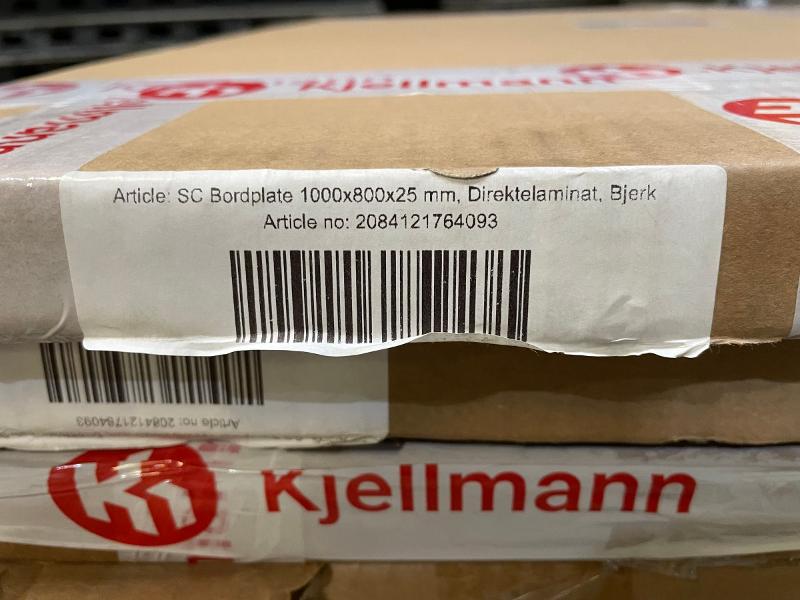 Kjellmann
Article: SC Bordplate 1000x800x25 mm, Direktelaminat, Bjerk
Article no: 2084121764093
Article no: 2084121764093
Kjellmann